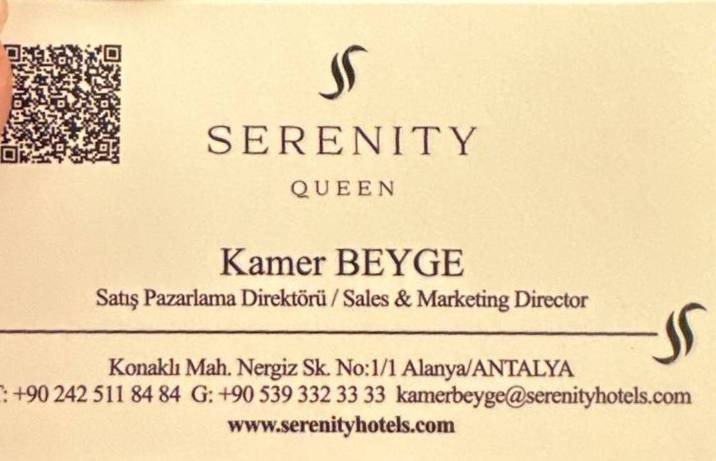 SERENITY
QUEEN
Kamer BEYGE
Satış Pazarlama Direktörü / Sales & Marketing Director
Konaklı Mah. Nergiz Sk. No:1/1 Alanya/ANTALYA
T: +90 242 511 84 84 G: +90 539 332 33 33 kamerbeyge@serenityhotels.com
www.serenityhotels.com